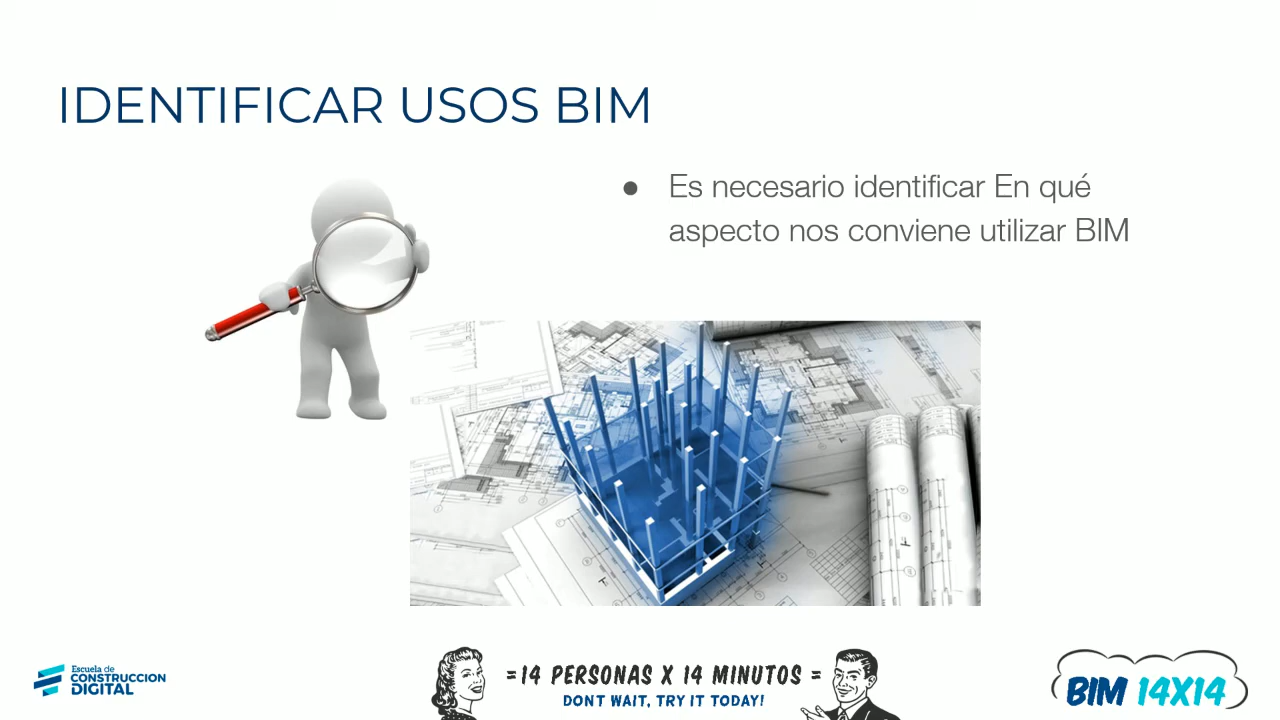 IDENTIFICAR USOS BIM
● Es necesario identificar En qué
aspecto nos conviene utilizar BIM
Escuela de
CONSTRUCCION
DIGITAL
=14 PERSONAS X 14 MINUTOS =
DONT WAIT, TRY IT TODAY!
BIM 14X14